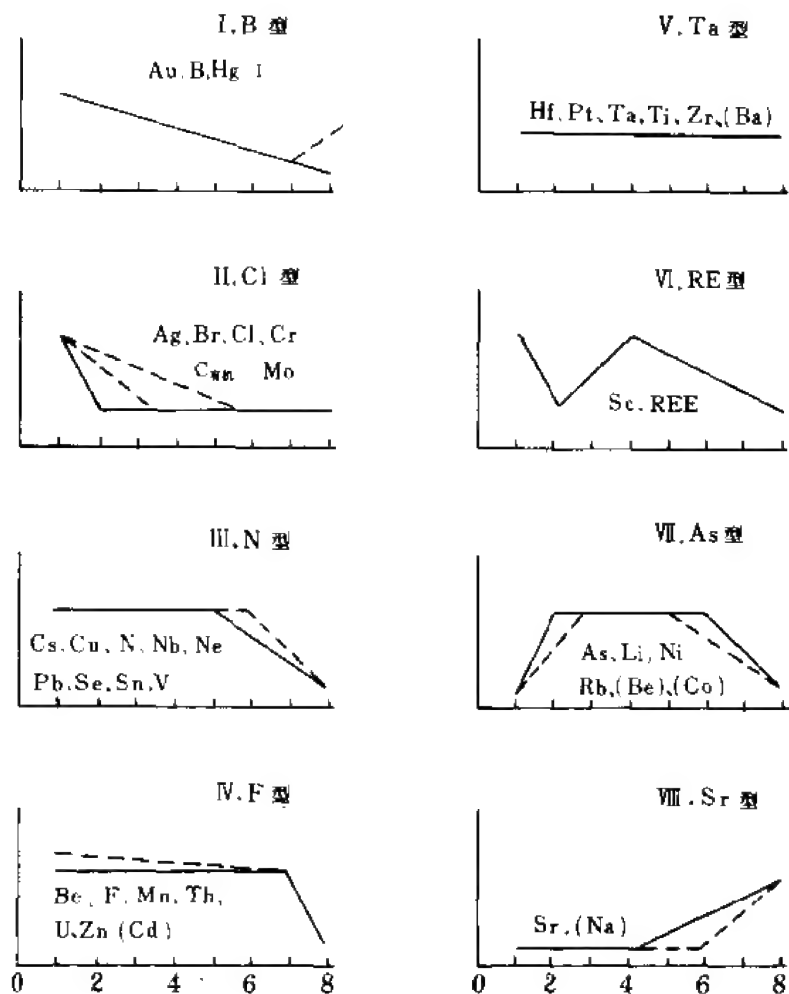 I、B 型
Au、B、Hg I
II、Cl 型
Ag、Br、Cl、Cr
C有机 Mo
III、N 型
Cs、Cu、N、Nb、Ne
Pb、Se、Sn、V
IV、F 型
Be、F、Mn、Th、
U、Zn (Cd)
0 2 4 6 8
V、Ta 型
Hf、Pt、Ta、Ti、Zr、(Ba)
VI、RE 型
Sc、REE
VII、As 型
As、Li、Ni
Rb、(Be)、(Co)
VIII、Sr 型
Sr、(Na)
0 2 4 6 8